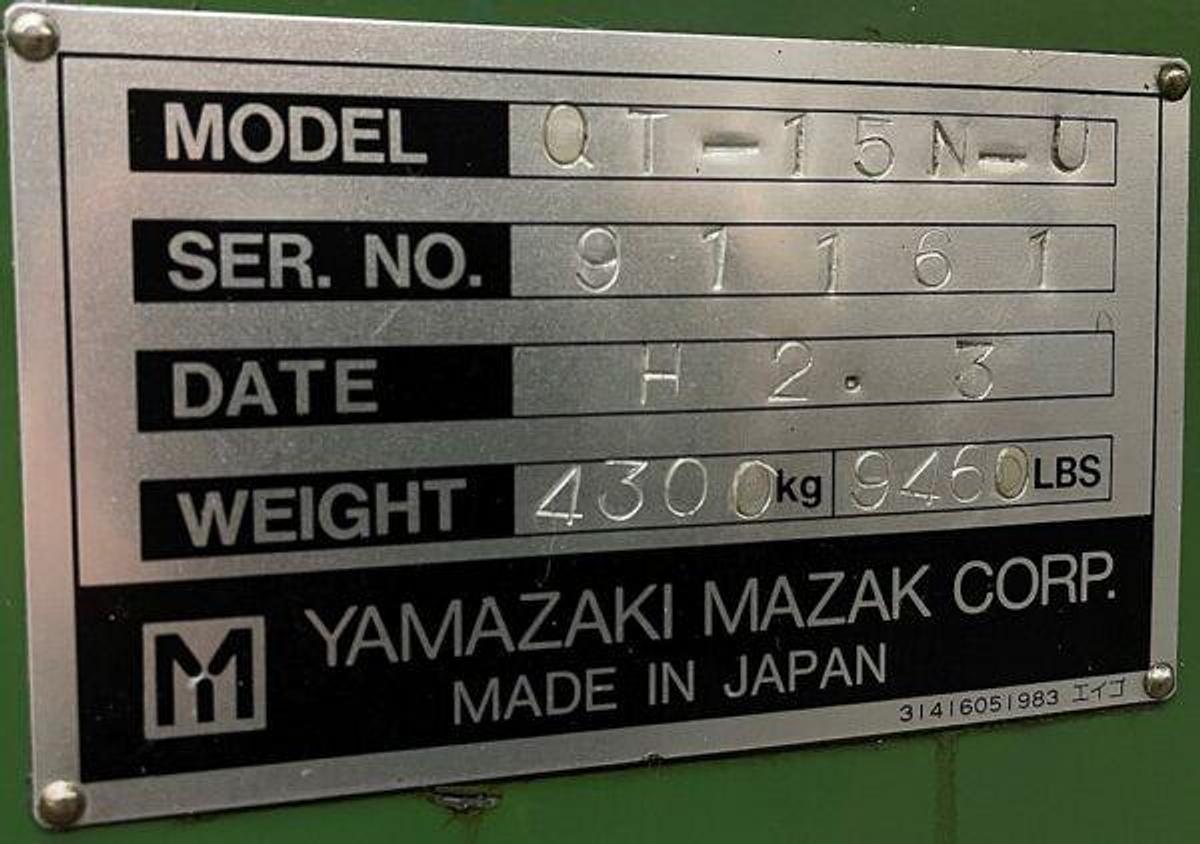 MODEL QT-15N-U
SER. NO. 91161
DATE H2.3
WEIGHT 4300kg 9460LBS
YAMAZAKI MAZAK CORP.
MADE IN JAPAN
31416051983 エイゴ